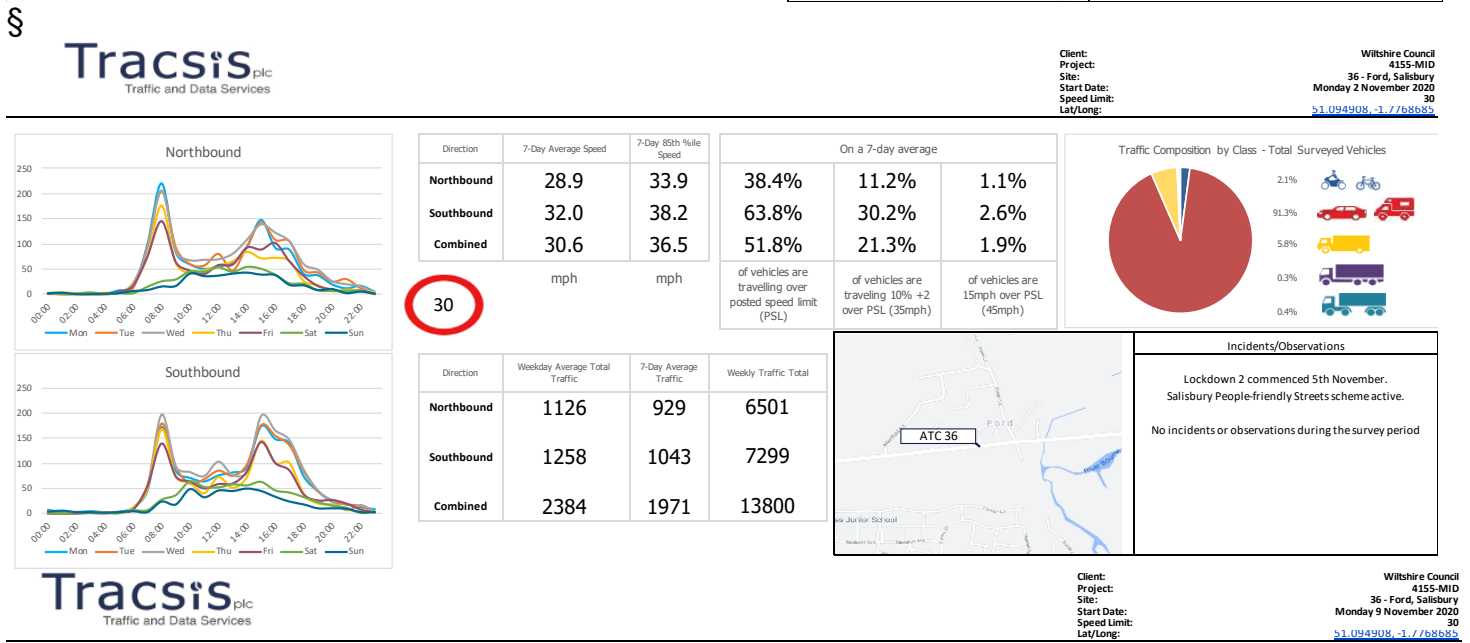 §
Tracsis plc
Traffic and Data Services
Client: Wiltshire Council
Project: 4155-MID
Site: 36 - Ford, Salisbury
Start Date: Monday 2 November 2020
Speed Limit: 30
Lat/Long: 51.094908, -1.7768685
Northbound
250
200
150
100
50
0
00:00 02:00 04:00 06:00 08:00 10:00 12:00 14:00 16:00 18:00 20:00 22:00
Mon Tue Wed Thu Fri Sat Sun
Direction 7-Day Average Speed 7-Day 85th %ile Speed On a 7-day average
Northbound 28.9 33.9 38.4% 11.2% 1.1%
Southbound 32.0 38.2 63.8% 30.2% 2.6%
Combined 30.6 36.5 51.8% 21.3% 1.9%
mph mph
of vehicles are travelling over posted speed limit (PSL)
of vehicles are traveling 10% +2 over PSL (35mph)
of vehicles are 15mph over PSL (45mph)
30
Traffic Composition by Class - Total Surveyed Vehicles
2.1%
91.3%
5.8%
0.3%
0.4%
Southbound
250
200
150
100
50
0
00:00 02:00 04:00 06:00 08:00 10:00 12:00 14:00 16:00 18:00 20:00 22:00
Mon Tue Wed Thu Fri Sat Sun
Direction Weekday Average Total Traffic 7-Day Average Traffic Weekly Traffic Total
Northbound 1126 929 6501
Southbound 1258 1043 7299
Combined 2384 1971 13800
Ford
ATC 36
River Bourne
es Junior School
Incidents/Observations
Lockdown 2 commenced 5th November.
Salisbury People-friendly Streets scheme active.
No incidents or observations during the survey period
Tracsis plc
Traffic and Data Services
Client: Wiltshire Council
Project: 4155-MID
Site: 36 - Ford, Salisbury
Start Date: Monday 9 November 2020
Speed Limit: 30
Lat/Long: 51.094908, -1.7768685